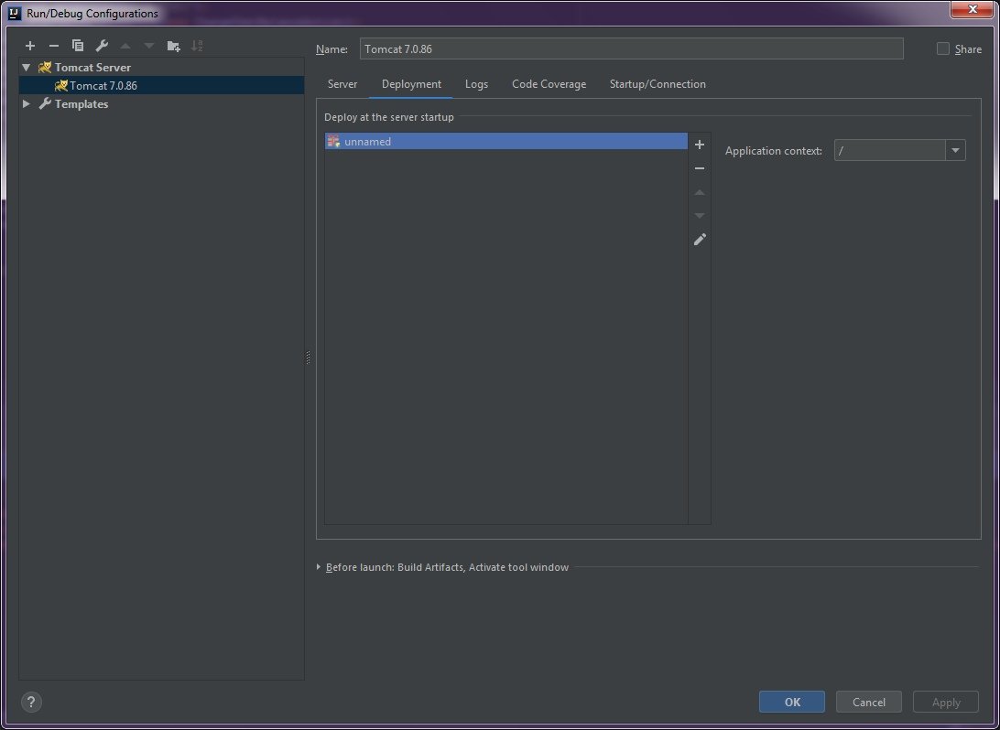 Run/Debug Configurations
Name: Tomcat 7.0.86
Share
Tomcat Server
Tomcat 7.0.86
Templates
Server Deployment Logs Code Coverage Startup/Connection
Deploy at the server startup
unnamed
Application context: /
Before launch: Build Artifacts, Activate tool window
? OK Cancel Apply